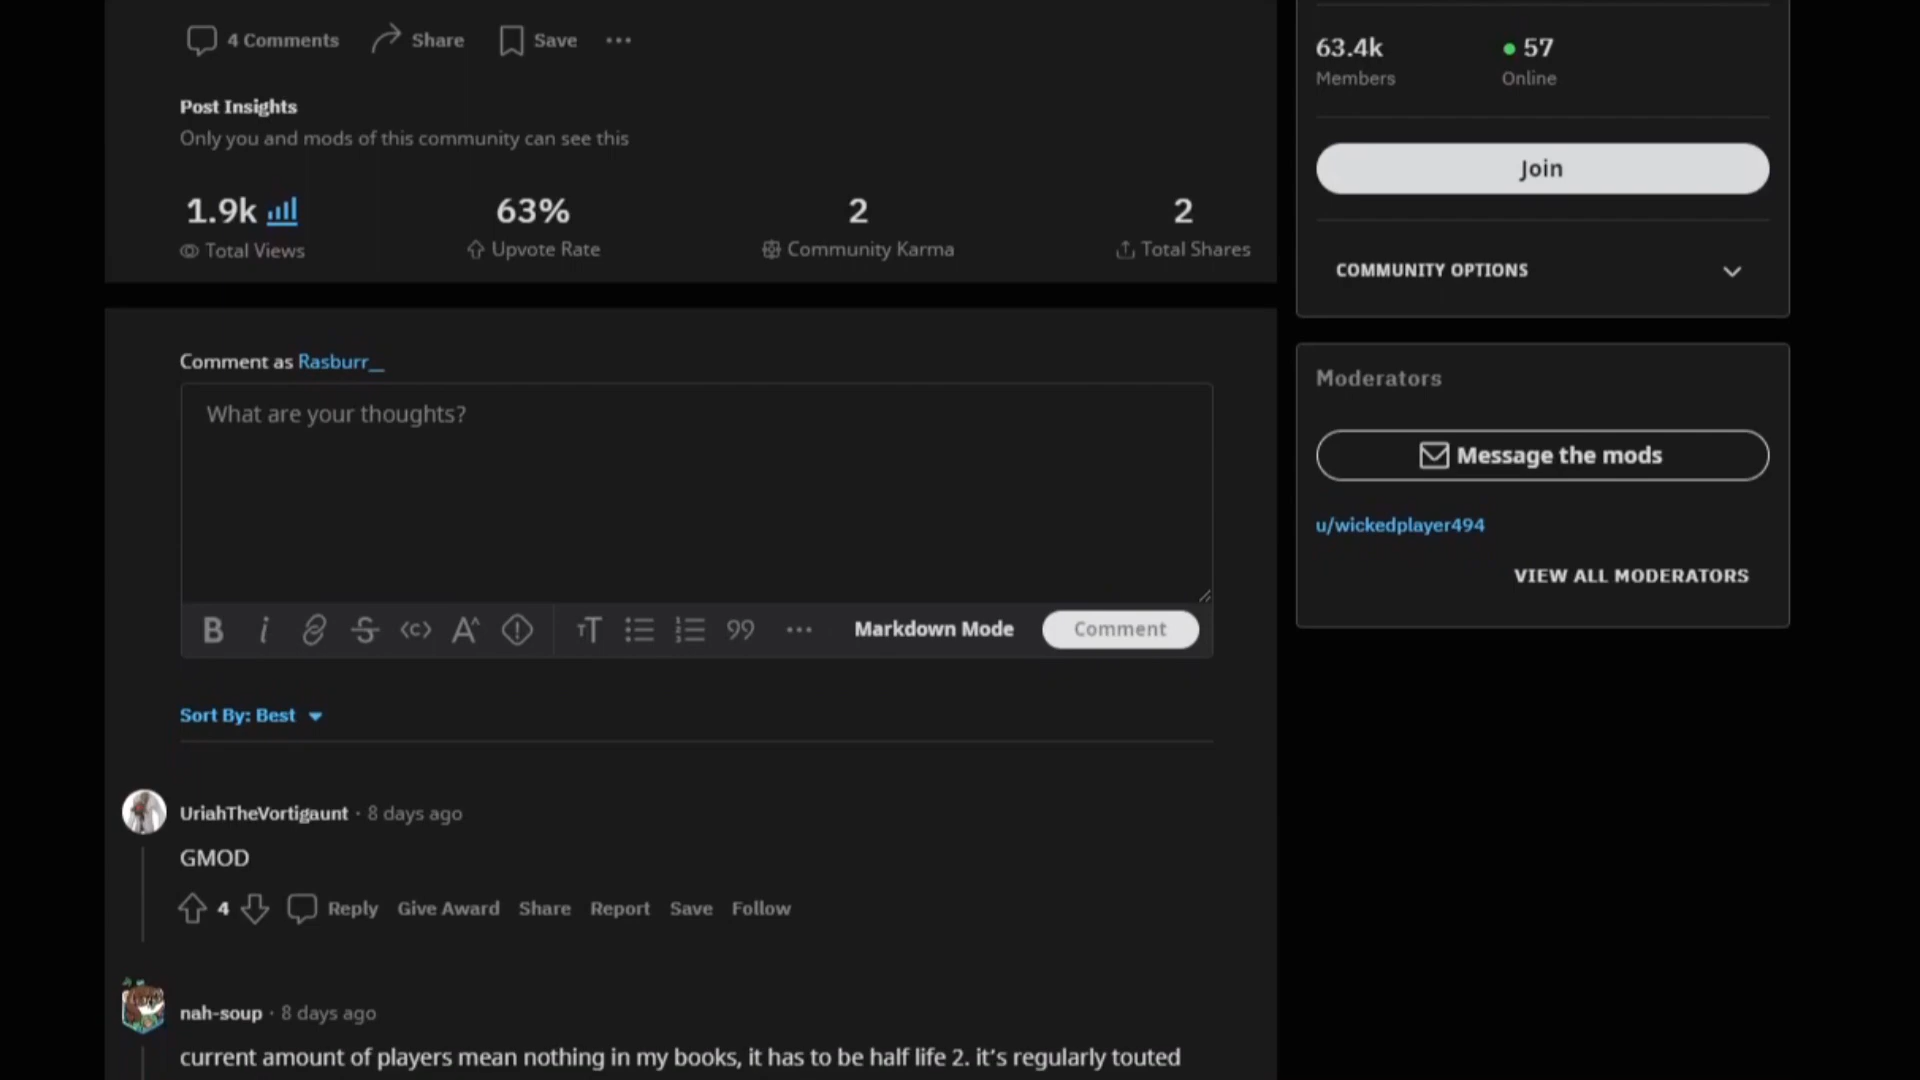 4 Comments Share Save
Post Insights
Only you and mods of this community can see this
1.9k 63% 2 2
Total Views Upvote Rate Community Karma Total Shares
63.4k 57
Members Online
Join
COMMUNITY OPTIONS
Moderators
Message the mods
u/wickedplayer494
VIEW ALL MODERATORS
Comment as Rasburr__
What are your thoughts?
Markdown Mode Comment
Sort By: Best
UriahTheVortigaunt · 8 days ago
GMOD
4 Reply Give Award Share Report Save Follow
nah-soup · 8 days ago
current amount of players mean nothing in my books, it has to be half life 2. it’s regularly touted